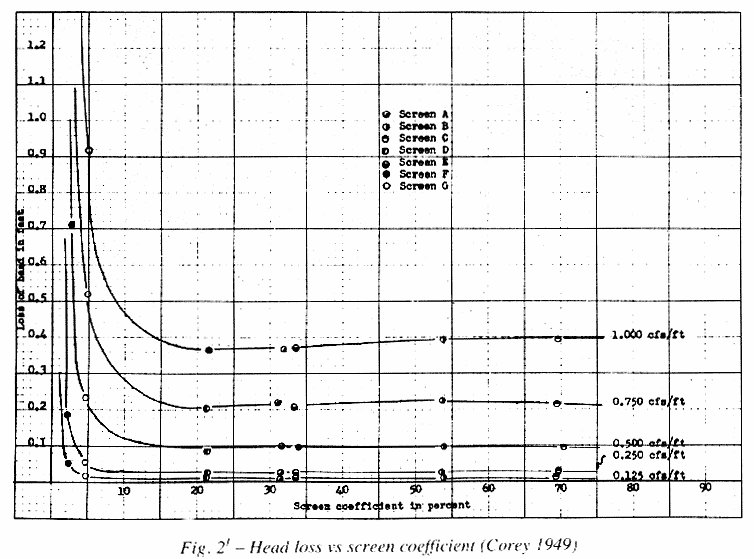 1.2
1.1
1.0
0.9
0.8
0.7
0.6
0.5
0.4
0.3
0.2
0.1
Loss of head in feet
Screen A
Screen B
Screen C
Screen D
Screen E
Screen F
Screen G
1.000 cfs/ft
0.750 cfs/ft
0.500 cfs/ft
0.250 cfs/ft
0.125 cfs/ft
10 20 30 40 50 60 70 80 90
Screen coefficient in percent
Fig. 2¹ – Head loss vs screen coefficient (Corey 1949)